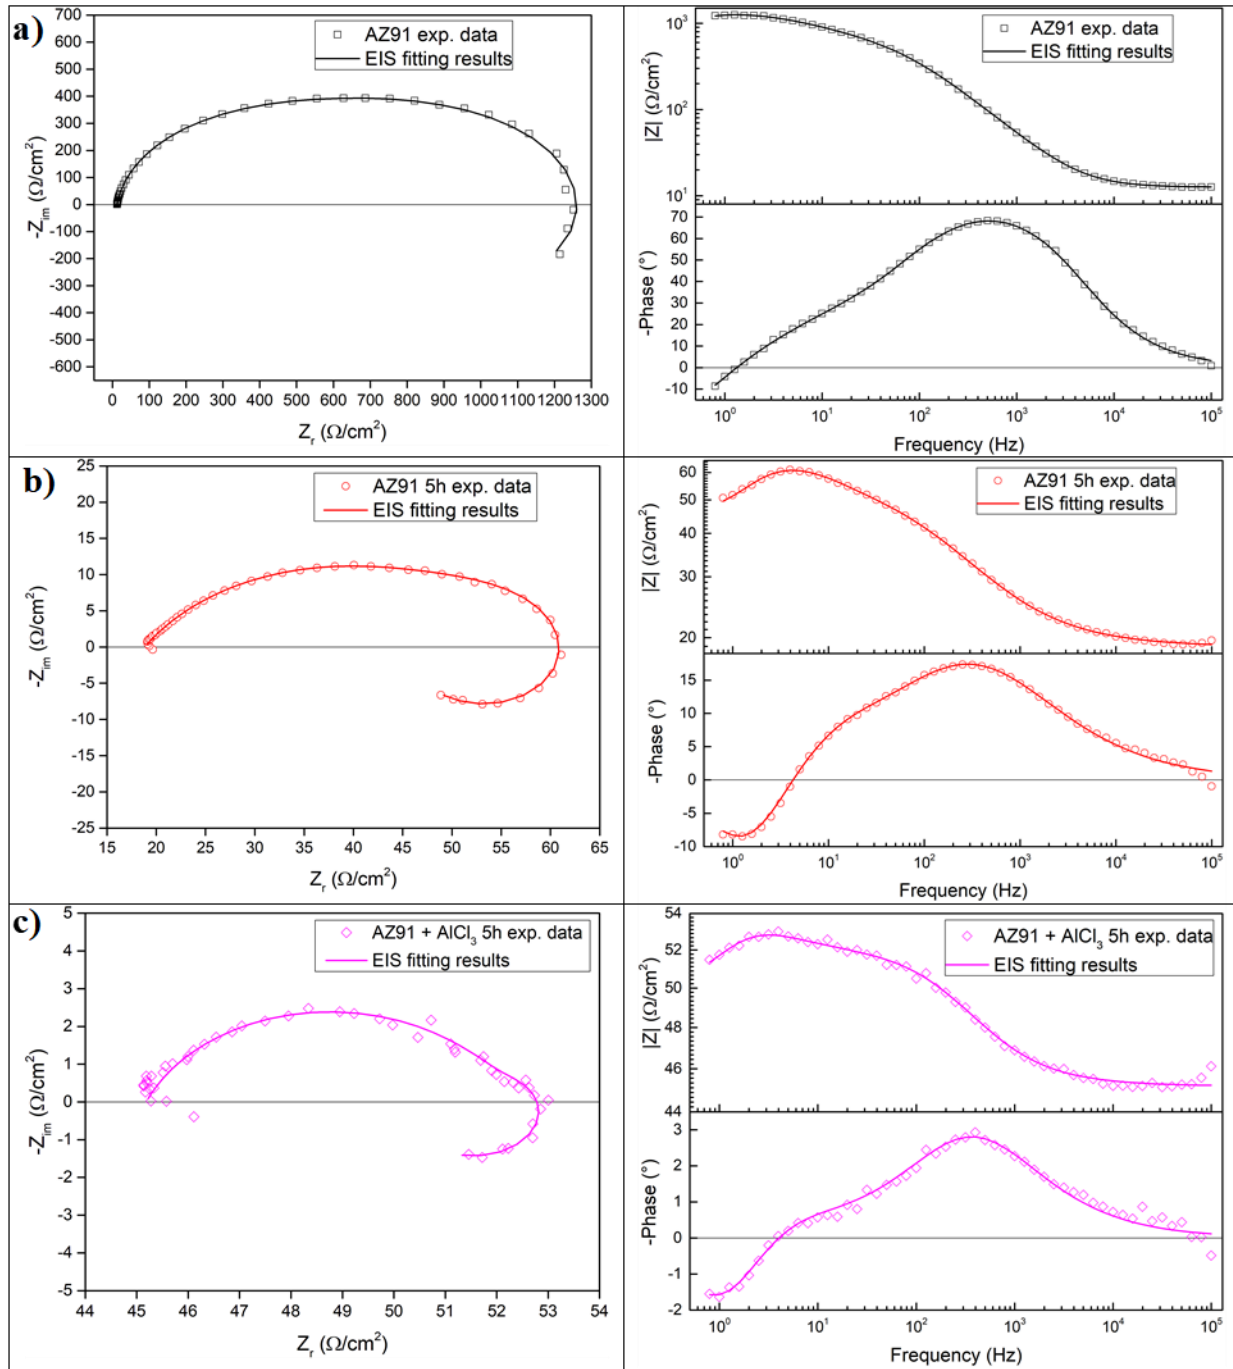 a)
AZ91 exp. data
EIS fitting results
700
600
500
400
300
200
100
0
-100
-200
-300
-400
-500
-600
-Z_im (Ω/cm²)
0 100 200 300 400 500 600 700 800 900 1000 1100 1200 1300
Z_r (Ω/cm²)
AZ91 exp. data
EIS fitting results
10³
10²
10¹
|Z| (Ω/cm²)
70
60
50
40
30
20
10
0
-10
-Phase (°)
10⁰ 10¹ 10² 10³ 10⁴ 10⁵
Frequency (Hz)
b)
AZ91 5h exp. data
EIS fitting results
25
20
15
10
5
0
-5
-10
-15
-20
-25
-Z_im (Ω/cm²)
15 20 25 30 35 40 45 50 55 60 65
Z_r (Ω/cm²)
AZ91 5h exp. data
EIS fitting results
60
50
40
30
20
|Z| (Ω/cm²)
15
10
5
0
-5
-10
-Phase (°)
10⁰ 10¹ 10² 10³ 10⁴ 10⁵
Frequency (Hz)
c)
AZ91 + AlCl₃ 5h exp. data
EIS fitting results
5
4
3
2
1
0
-1
-2
-3
-4
-5
-Z_im (Ω/cm²)
44 45 46 47 48 49 50 51 52 53 54
Z_r (Ω/cm²)
AZ91 + AlCl₃ 5h exp. data
EIS fitting results
54
52
50
48
46
44
|Z| (Ω/cm²)
3
2
1
0
-1
-2
-Phase (°)
10⁰ 10¹ 10² 10³ 10⁴ 10⁵
Frequency (Hz)